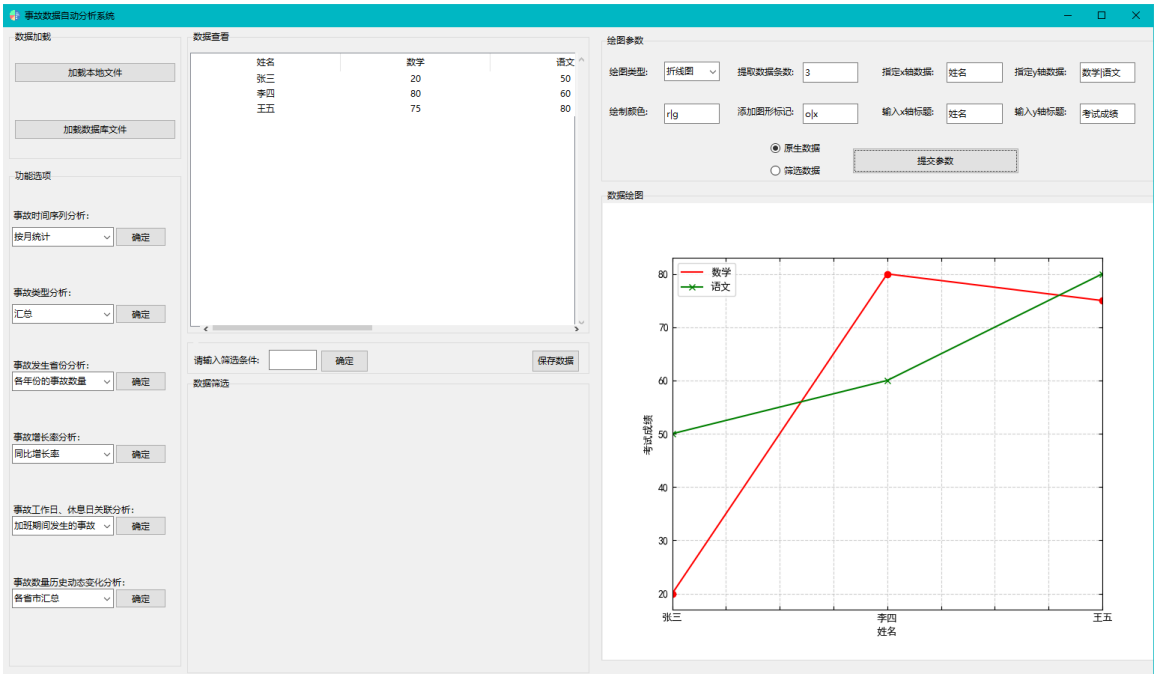 事故数据自动分析系统
数据加载
加载本地文件
加载数据库文件
功能选项
事故时间序列分析:
按月统计 确定
事故类型分析:
汇总 确定
事故发生省份分析:
各年份的事故数量 确定
事故增长率分析:
同比增长率 确定
事故工作日、休息日关联分析:
加班期间发生的事故 确定
事故数量历史动态变化分析:
各省市汇总 确定
数据查看
姓名 数学 语文
张三 20 50
李四 80 60
王五 75 80
请输入筛选条件: 确定 保存数据
数据筛选
绘图参数
绘图类型: 折线图 提取数据条数: 3 指定x轴数据: 姓名 指定y轴数据: 数学|语文
绘制颜色: r|g 添加图形标记: o|x 输入x轴标题: 姓名 输入y轴标题: 考试成绩
原生数据
筛选数据
提交参数
数据绘图
数学
语文
80
70
60
50
40
30
20
考试成绩
张三 李四 王五
姓名